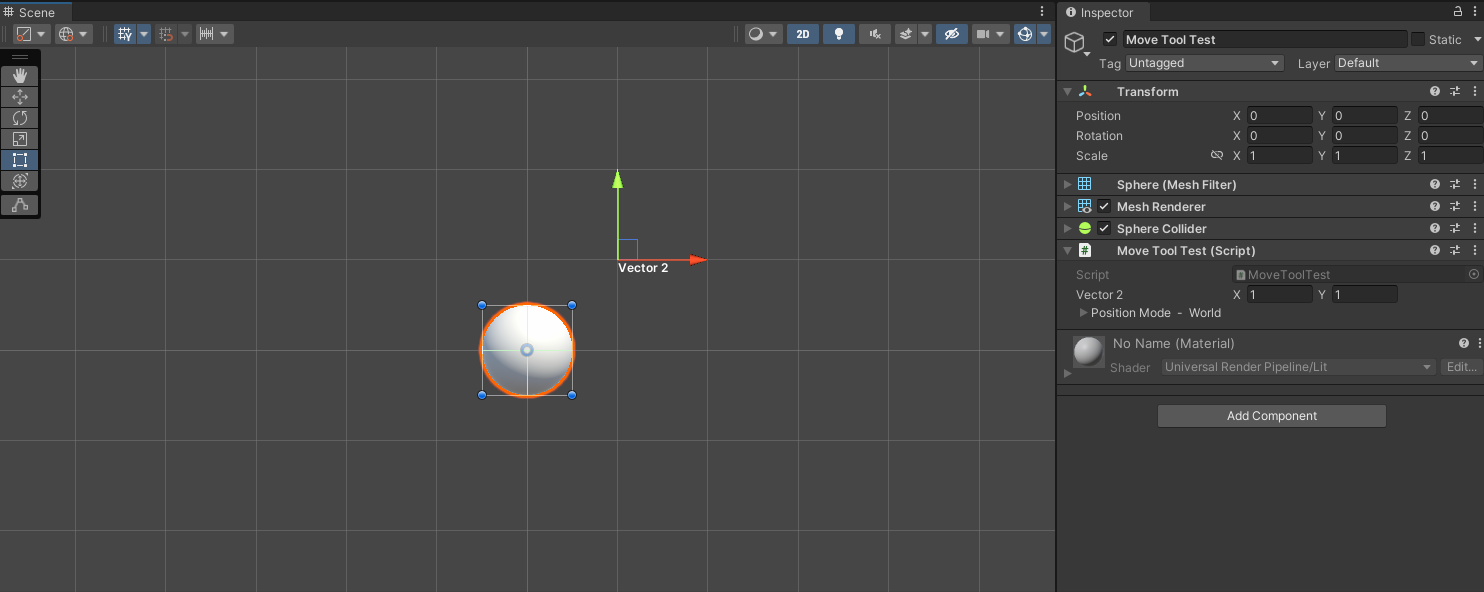 Scene
2D
Vector 2
Inspector
Move Tool Test
Static
Tag Untagged Layer Default
Transform
Position X 0 Y 0 Z 0
Rotation X 0 Y 0 Z 0
Scale X 1 Y 1 Z 1
Sphere (Mesh Filter)
Mesh Renderer
Sphere Collider
# Move Tool Test (Script)
Script MoveToolTest
Vector 2 X 1 Y 1
Position Mode - World
No Name (Material)
Shader Universal Render Pipeline/Lit Edit...
Add Component